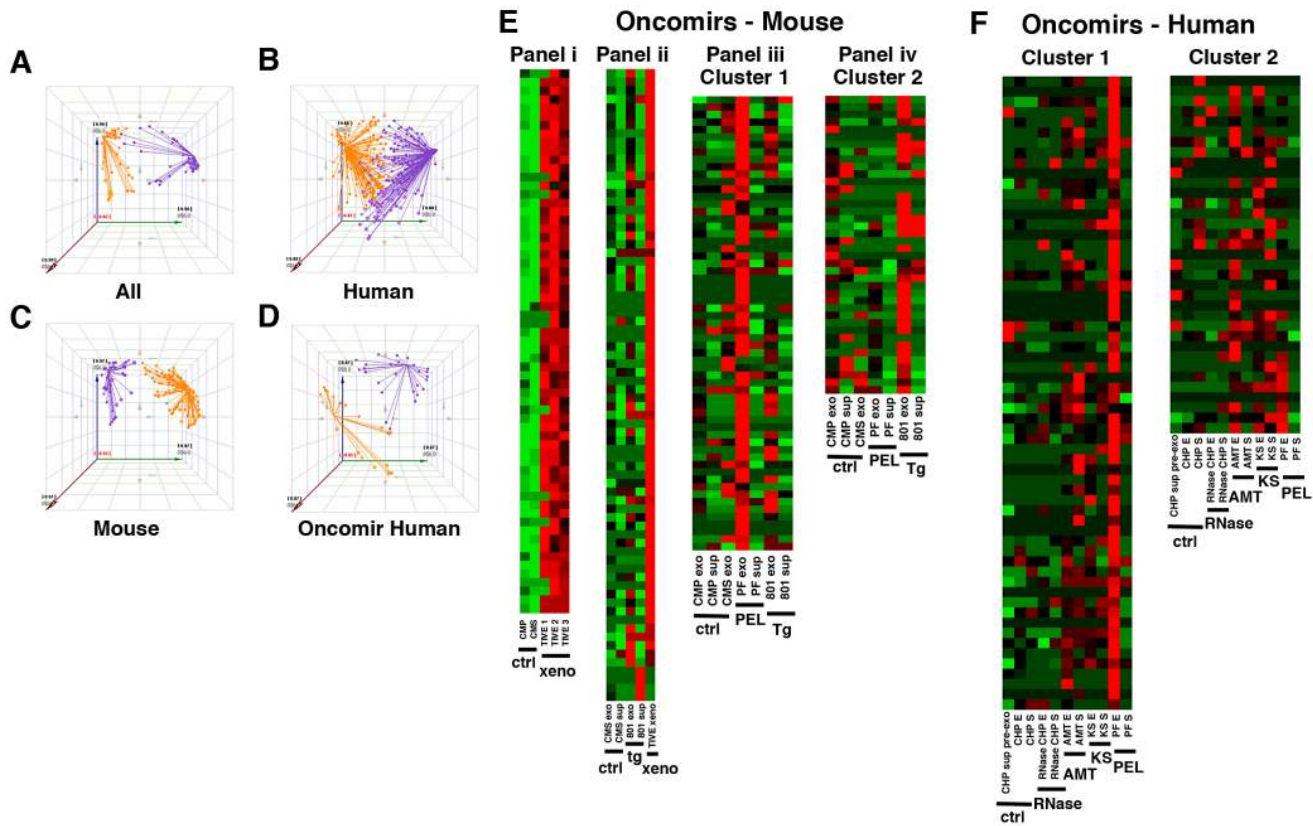 A
B
All
Human
C
D
Mouse
Oncomir Human
E
Oncomirs - Mouse
Panel i
Panel ii
Panel iii
Cluster 1
Panel iv
Cluster 2
CMP
CMS
TIVE 1
TIVE 2
TIVE 3
ctrl
xeno
CMS exo
CMS sup
801 exo
801 sup
TIVE xeno
ctrl
tg
xeno
CMP exo
CMP sup
CMS exo
PF exo
PF sup
801 exo
801 sup
ctrl
PEL
Tg
CMP exo
CMP sup
CMS exo
PF exo
PF sup
801 exo
801 sup
ctrl
PEL
Tg
F
Oncomirs - Human
Cluster 1
Cluster 2
CHP sup pre-exo
CHP E
CHP S
RNase CHP E
RNase CHP S
AMT E
AMT S
KS E
KS S
PF E
PF S
ctrl
RNase
AMT
KS
PEL
CHP sup pre-exo
CHP E
CHP S
RNase CHP E
RNase CHP S
AMT E
AMT S
KS E
KS S
PF E
PF S
ctrl
RNase
AMT
KS
PEL